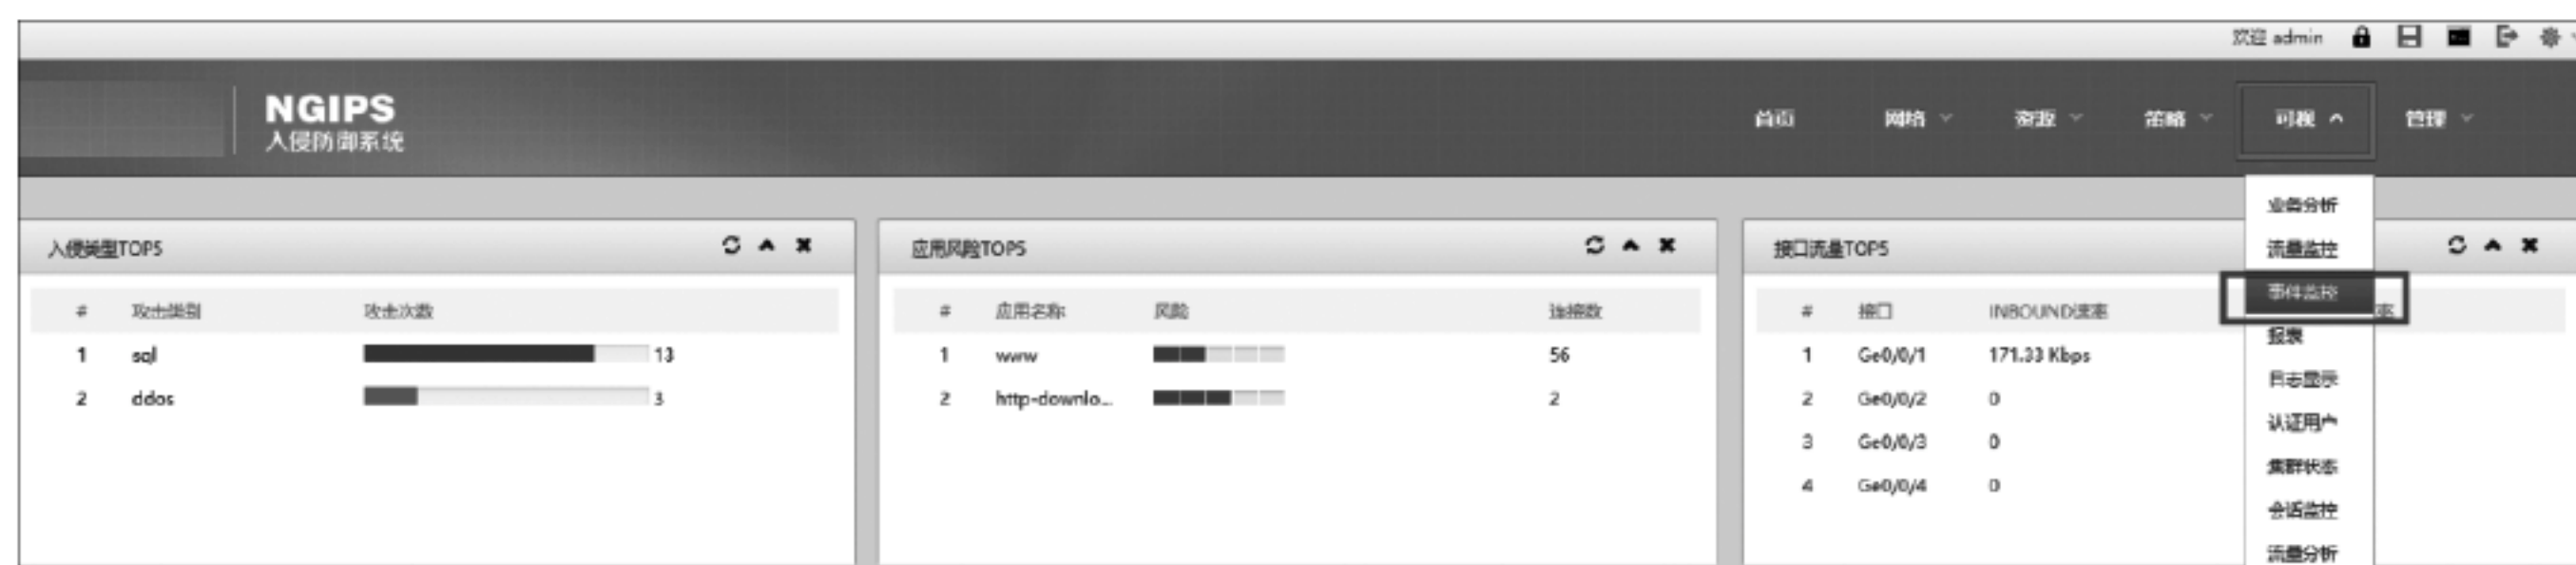 欢迎 admin
NGIPS
入侵防御系统
首页 网络 资源 策略 可视 管理
业务分析
流量监控
事件监控
报表
日志显示
认证用户
集群状态
会话监控
流量分析
入侵类型TOP5
# 攻击类别 攻击次数
1 sql 13
2 ddos 3
应用风险TOP5
# 应用名称 风险 连接数
1 www 56
2 http-downlo... 2
接口流量TOP5
# 接口 INBOUND速率 率
1 Ge0/0/1 171.33 Kbps
2 Ge0/0/2 0
3 Ge0/0/3 0
4 Ge0/0/4 0